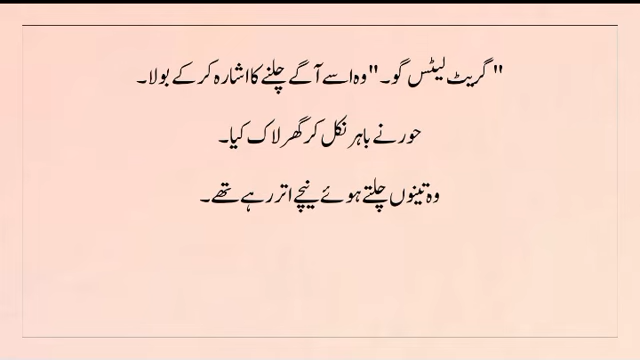 " گریٹ لیٹس گو۔"وہ اسے آگے چلنے کا اشارہ کر کے بولا۔
حور نے باہر نکل کر گھر لاک کیا۔
وہ تینوں چلتے ہوئے نیچے اتر رہے تھے۔